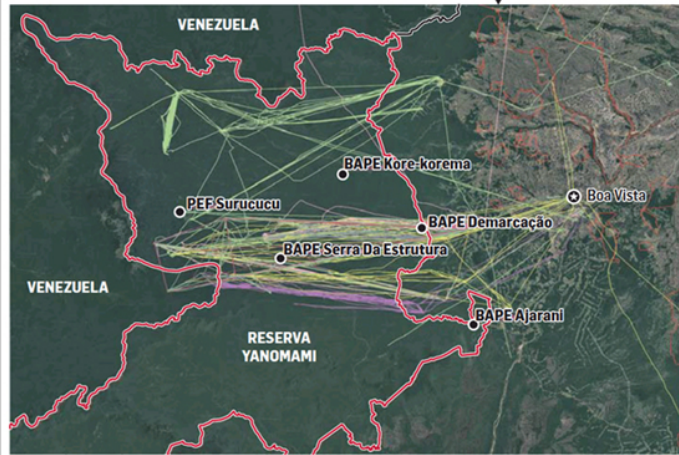 VENEZUELA
BAPE Kore-korema
PEF Surucucu
Boa Vista
BAPE Demarcação
BAPE Serra Da Estrutura
VENEZUELA
BAPE Ajarani
RESERVA
YANOMAMI